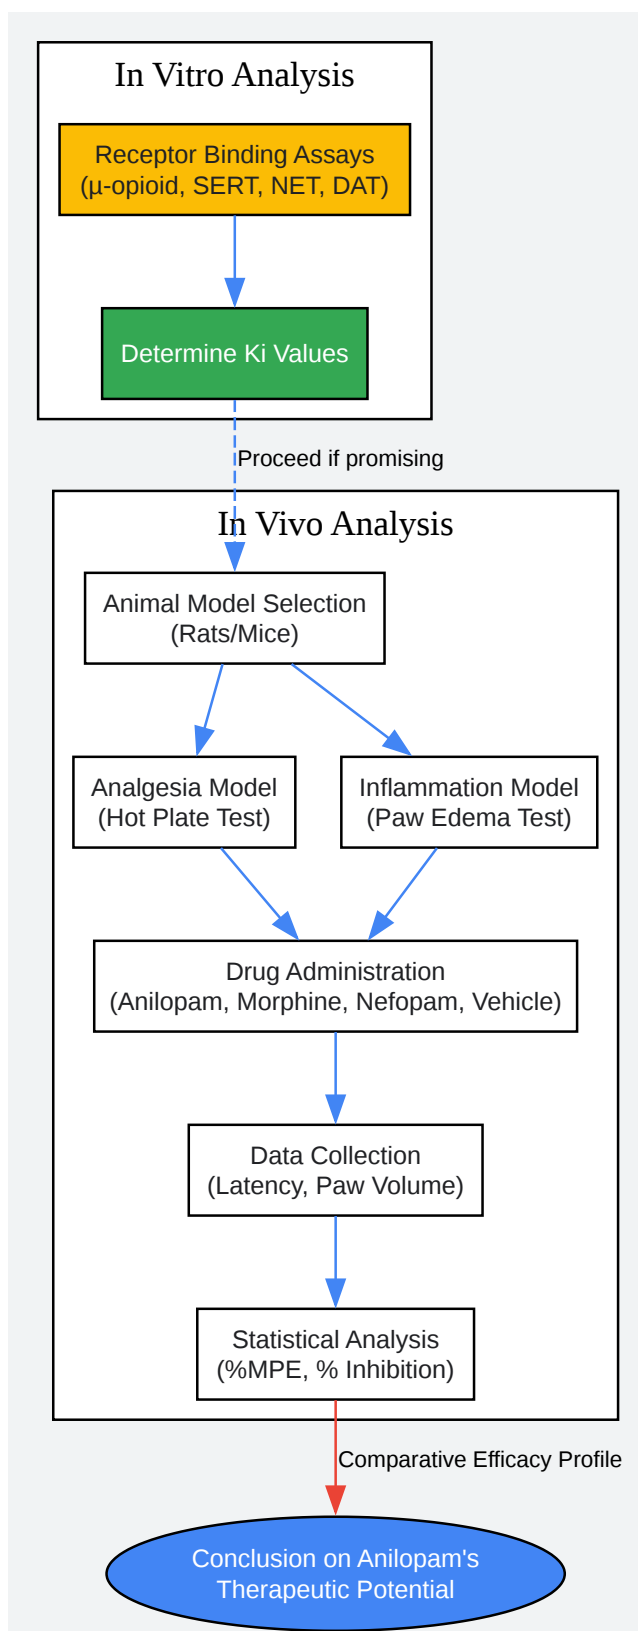 In Vitro Analysis
Receptor Binding Assays
(µ-opioid, SERT, NET, DAT)
Determine Ki Values
Proceed if promising
In Vivo Analysis
Animal Model Selection
(Rats/Mice)
Analgesia Model
(Hot Plate Test)
Inflammation Model
(Paw Edema Test)
Drug Administration
(Anilopam, Morphine, Nefopam, Vehicle)
Data Collection
(Latency, Paw Volume)
Statistical Analysis
(%MPE, % Inhibition)
Comparative Efficacy Profile
Conclusion on Anilopam's
Therapeutic Potential